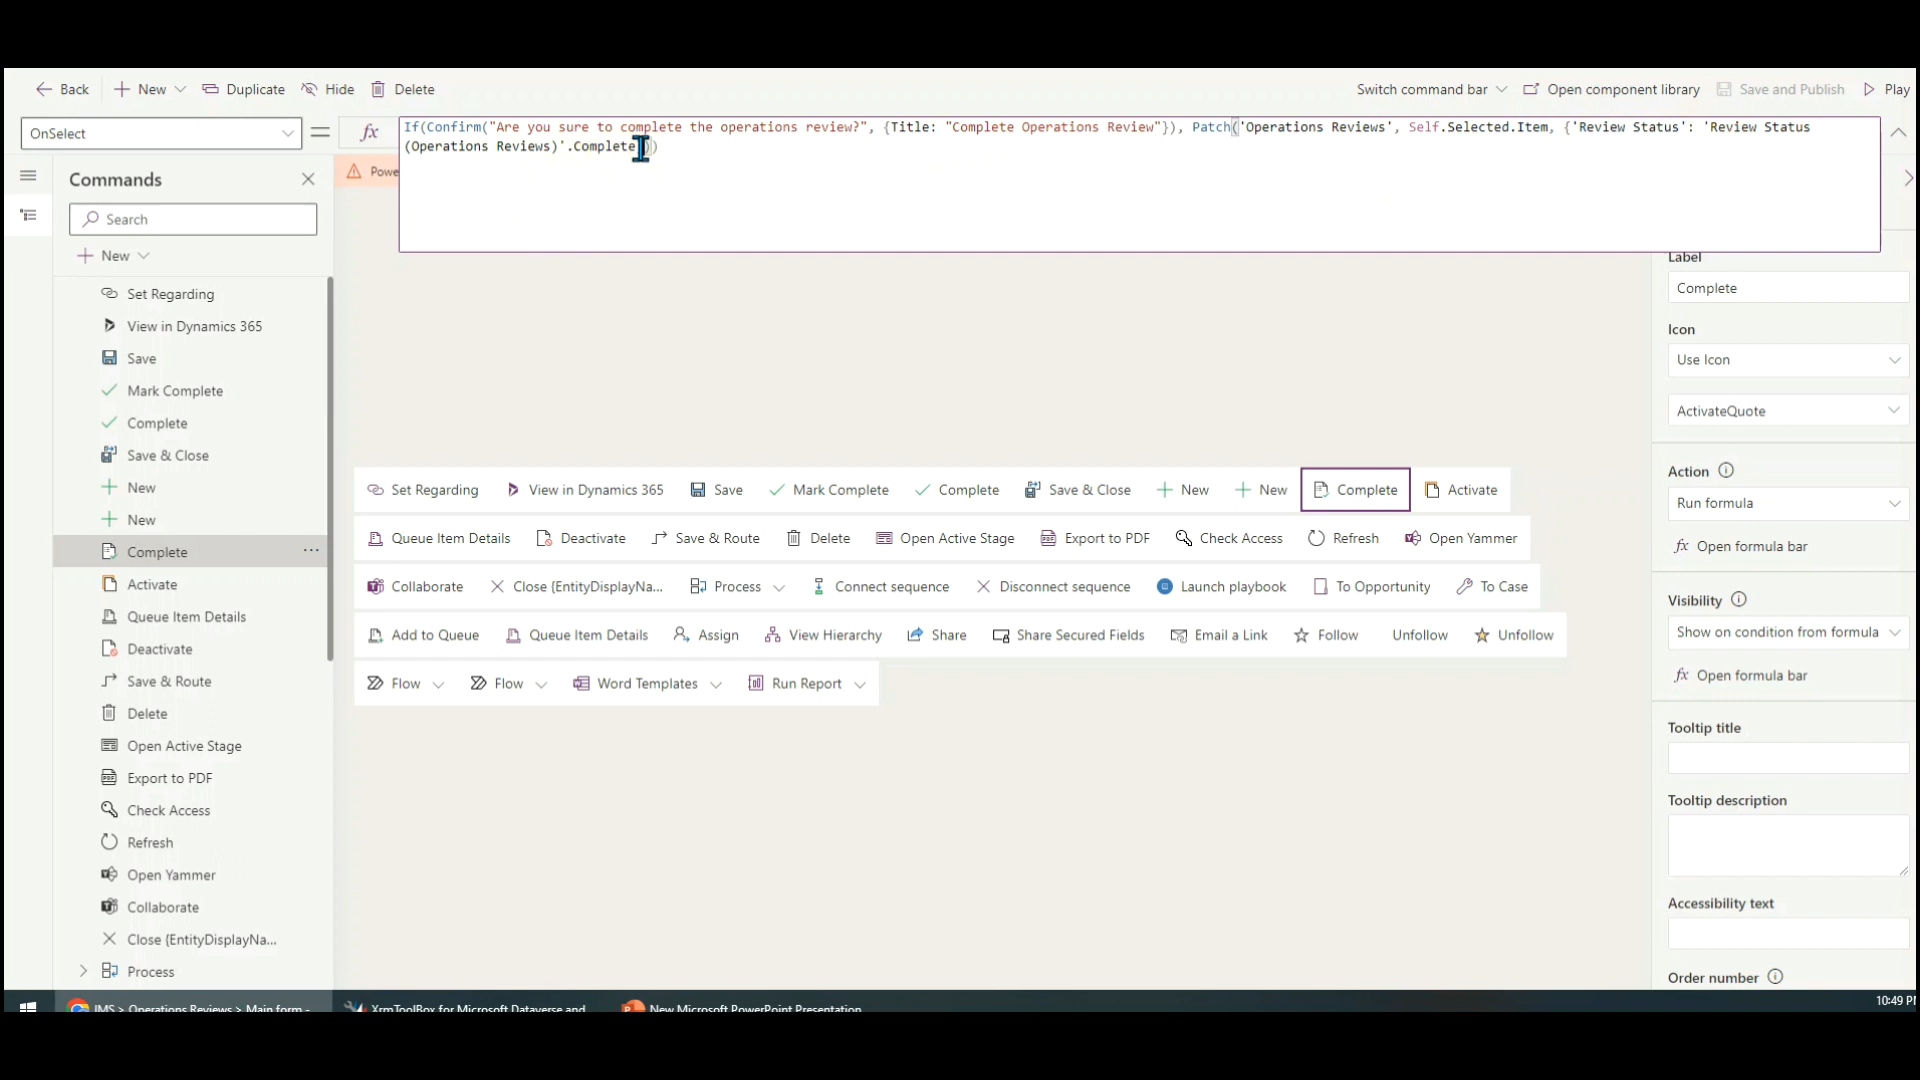 Back New Duplicate Hide Delete Switch command bar Open component library Save and Publish Play
OnSelect = fx If(Confirm("Are you sure to complete the operations review?", {Title: "Complete Operations Review"}), Patch('Operations Reviews', Self.Selected.Item, {'Review Status': 'Review Status
(Operations Reviews)'.Complete }))
Powe
Commands
Search
New
Set Regarding
View in Dynamics 365
Save
Mark Complete
Complete
Save & Close
New
New
Complete ...
Activate
Queue Item Details
Deactivate
Save & Route
Delete
Open Active Stage
Export to PDF
Check Access
Refresh
Open Yammer
Collaborate
Close {EntityDisplayNa...
Process
Set Regarding View in Dynamics 365 Save Mark Complete Complete Save & Close New New Complete Activate
Queue Item Details Deactivate Save & Route Delete Open Active Stage Export to PDF Check Access Refresh Open Yammer
Collaborate Close {EntityDisplayNa... Process Connect sequence Disconnect sequence Launch playbook To Opportunity To Case
Add to Queue Queue Item Details Assign View Hierarchy Share Share Secured Fields Email a Link Follow Unfollow Unfollow
Flow Flow Word Templates Run Report
Label
Complete
Icon
Use Icon
ActivateQuote
Action
Run formula
fx Open formula bar
Visibility
Show on condition from formula
fx Open formula bar
Tooltip title
Tooltip description
Accessibility text
Order number
IMS > Operations Reviews > Main form - XrmToolBox for Microsoft Dataverse and New Microsoft PowerPoint Presentation 10:49 P